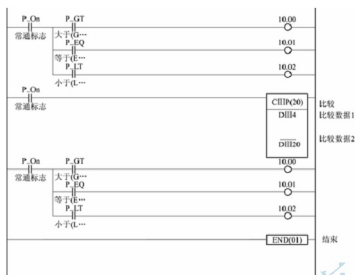 P_On P_GT 10.00
常通标志 大于(G…
P_EQ 10.01
等于(E…
P_LT 10.02
小于(L…
P_On
常通标志
CIIIP(20) 比较
DIII4 比较数据1
DIII20 比较数据2
P_On P_GT 10.00
常通标志 大于(G…
P_EQ 10.01
等于(E…
P_LT 10.02
小于(L…
END(01) 结束